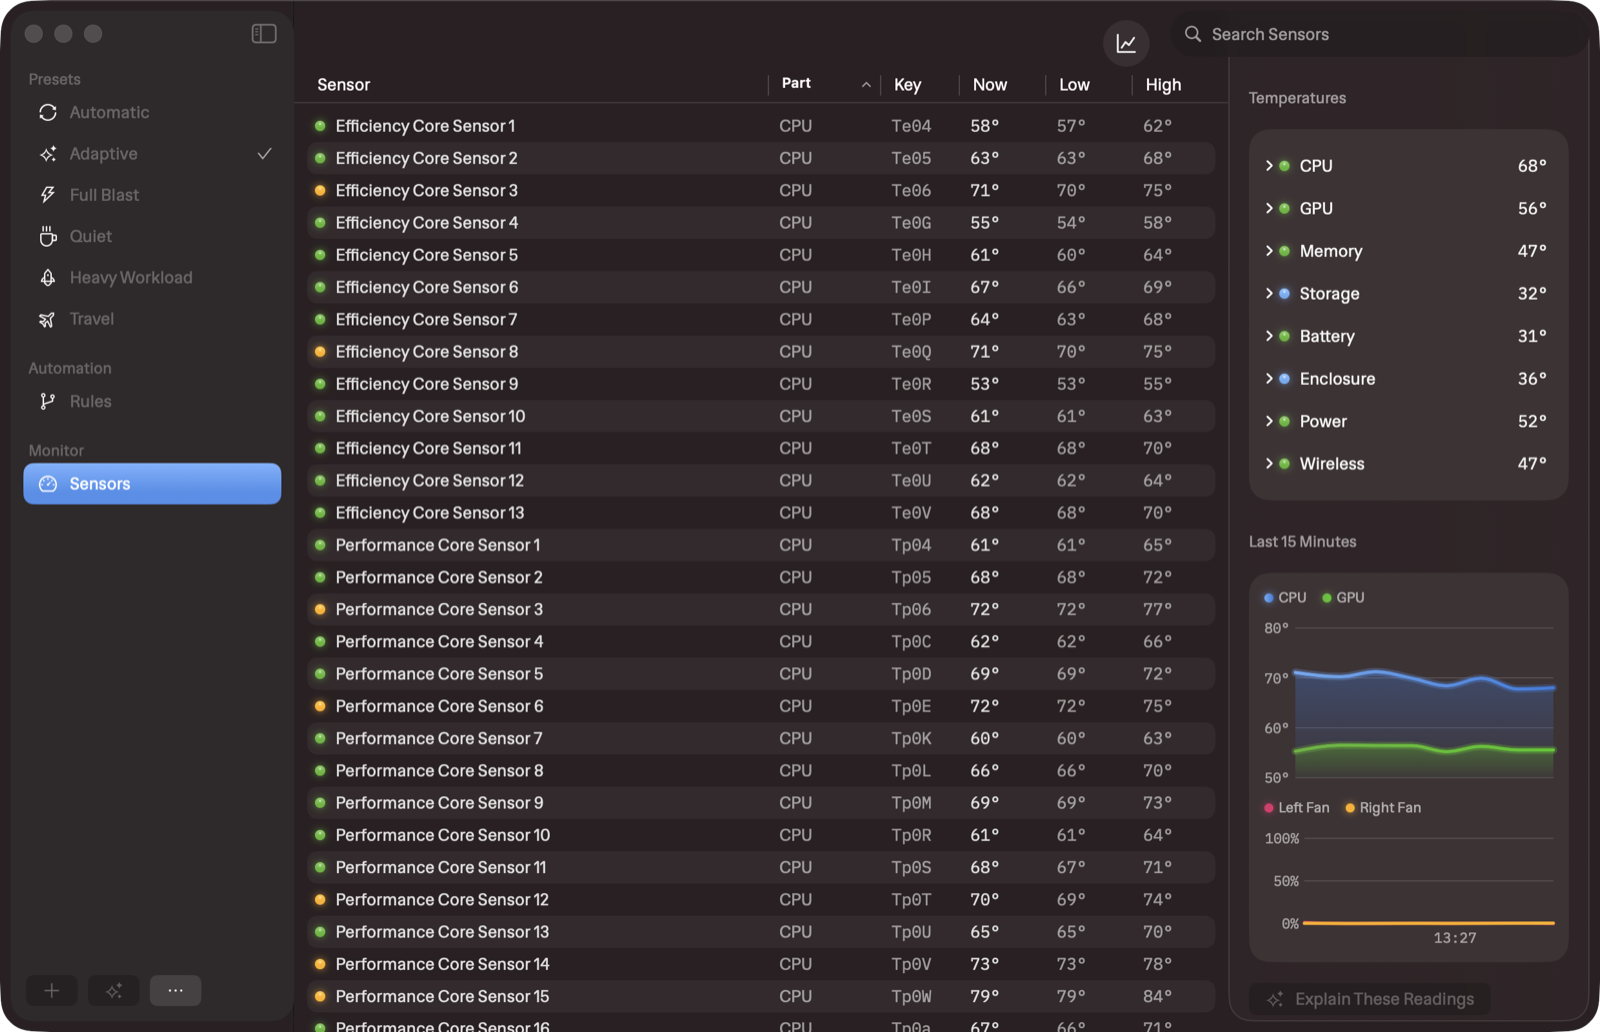 Presets
Automatic
Adaptive
Full Blast
Quiet
Heavy Workload
Travel
Automation
Rules
Monitor
Sensors
Search Sensors
Sensor Part Key Now Low High
Efficiency Core Sensor 1 CPU Te04 58° 57° 62°
Efficiency Core Sensor 2 CPU Te05 63° 63° 68°
Efficiency Core Sensor 3 CPU Te06 71° 70° 75°
Efficiency Core Sensor 4 CPU Te0G 55° 54° 58°
Efficiency Core Sensor 5 CPU Te0H 61° 60° 64°
Efficiency Core Sensor 6 CPU Te0I 67° 66° 69°
Efficiency Core Sensor 7 CPU Te0P 64° 63° 68°
Efficiency Core Sensor 8 CPU Te0Q 71° 70° 75°
Efficiency Core Sensor 9 CPU Te0R 53° 53° 55°
Efficiency Core Sensor 10 CPU Te0S 61° 61° 63°
Efficiency Core Sensor 11 CPU Te0T 68° 68° 70°
Efficiency Core Sensor 12 CPU Te0U 62° 62° 64°
Efficiency Core Sensor 13 CPU Te0V 68° 68° 70°
Performance Core Sensor 1 CPU Tp04 61° 61° 65°
Performance Core Sensor 2 CPU Tp05 68° 68° 72°
Performance Core Sensor 3 CPU Tp06 72° 72° 77°
Performance Core Sensor 4 CPU Tp0C 62° 62° 66°
Performance Core Sensor 5 CPU Tp0D 69° 69° 72°
Performance Core Sensor 6 CPU Tp0E 72° 72° 75°
Performance Core Sensor 7 CPU Tp0K 60° 60° 63°
Performance Core Sensor 8 CPU Tp0L 66° 66° 70°
Performance Core Sensor 9 CPU Tp0M 69° 69° 73°
Performance Core Sensor 10 CPU Tp0R 61° 61° 64°
Performance Core Sensor 11 CPU Tp0S 68° 67° 71°
Performance Core Sensor 12 CPU Tp0T 70° 69° 74°
Performance Core Sensor 13 CPU Tp0U 65° 65° 70°
Performance Core Sensor 14 CPU Tp0V 73° 73° 78°
Performance Core Sensor 15 CPU Tp0W 79° 79° 84°
Performance Core Sensor 16 CPU Tp0a 67° 66° 71°
Temperatures
CPU 68°
GPU 56°
Memory 47°
Storage 32°
Battery 31°
Enclosure 36°
Power 52°
Wireless 47°
Last 15 Minutes
CPU GPU
80°
70°
60°
50°
Left Fan Right Fan
100%
50%
0%
13:27
Explain These Readings